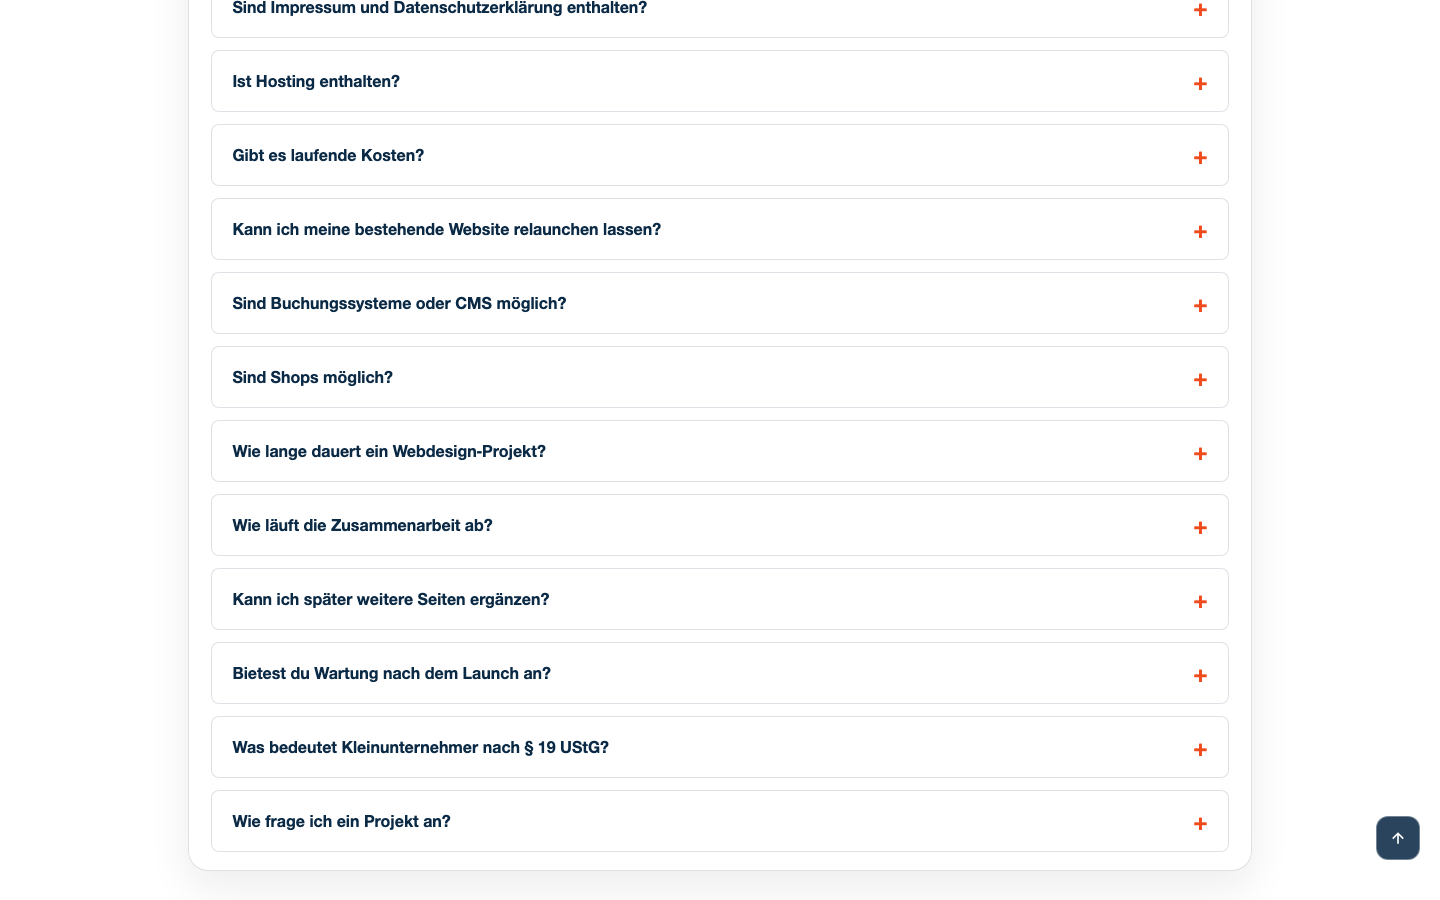 Sind Impressum und Datenschutzerklärung enthalten?
Ist Hosting enthalten?
Gibt es laufende Kosten?
Kann ich meine bestehende Website relaunchen lassen?
Sind Buchungssysteme oder CMS möglich?
Sind Shops möglich?
Wie lange dauert ein Webdesign-Projekt?
Wie läuft die Zusammenarbeit ab?
Kann ich später weitere Seiten ergänzen?
Bietest du Wartung nach dem Launch an?
Was bedeutet Kleinunternehmer nach § 19 UStG?
Wie frage ich ein Projekt an?